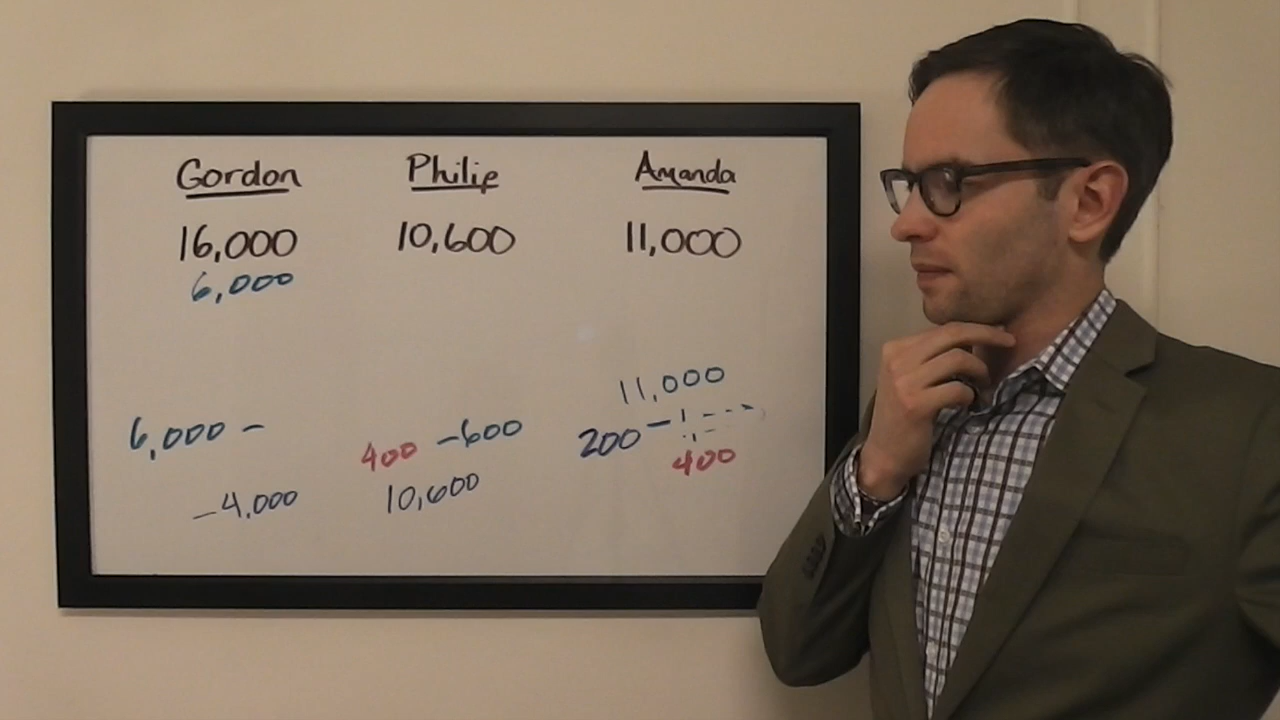 Gordon Philip Amanda
16,000 10,600 11,000
6,000
11,000
6,000 - 400 -600 200 -
400
-4,000 10,600